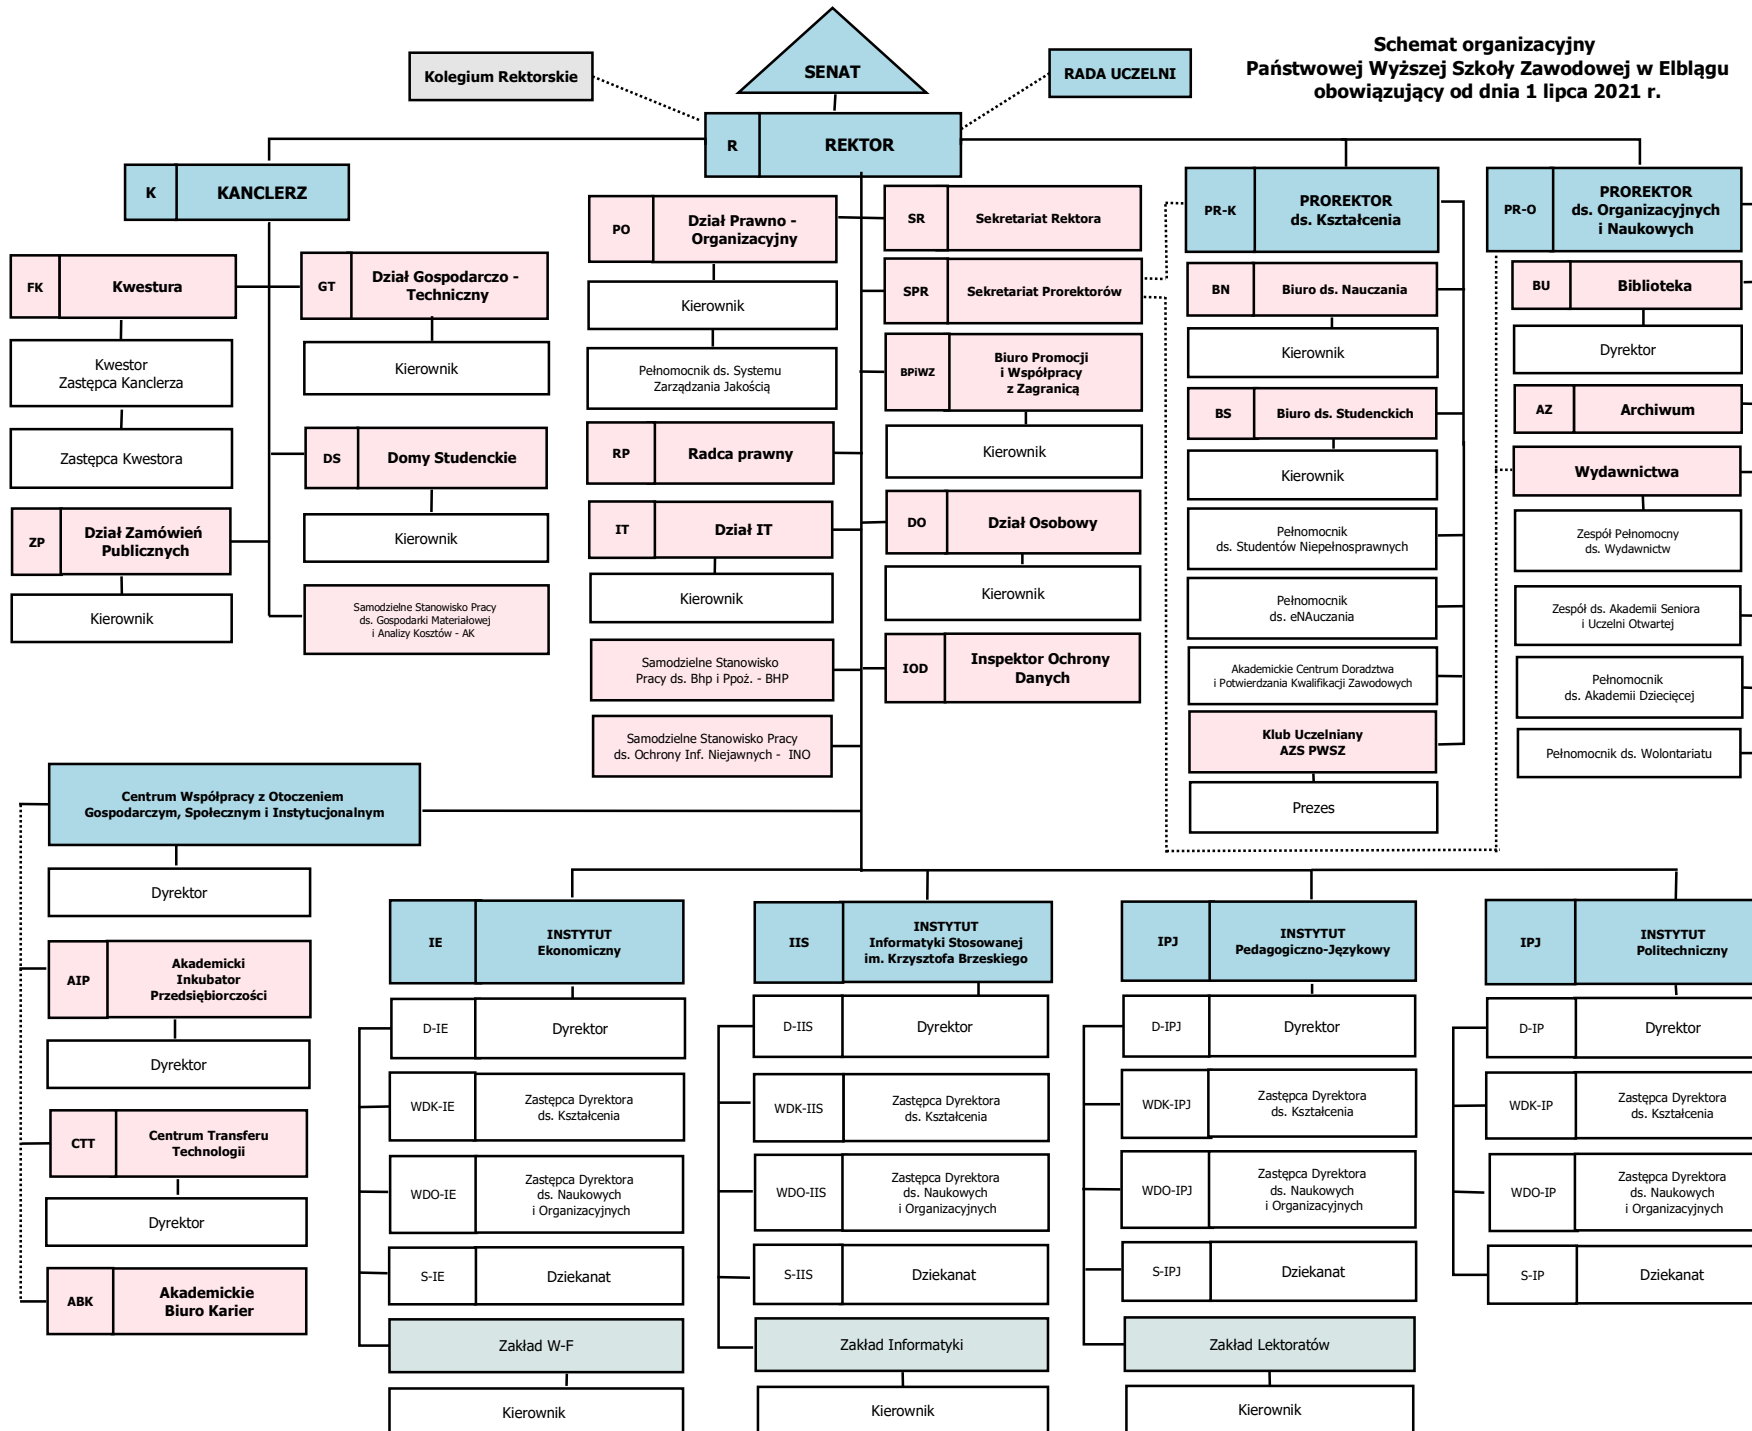 Schemat organizacyjny
Państwowej Wyższej Szkoły Zawodowej w Elblągu
obowiązujący od dnia 1 lipca 2021 r.
SENAT
Kolegium Rektorskie
RADA UCZELNI
R
REKTOR
K
KANCLERZ
FK
Kwestura
Kwestor
Zastępca Kanclerza
Zastępca Kwestora
ZP
Dział Zamówień
Publicznych
Kierownik
GT
Dział Gospodarczo -
Techniczny
Kierownik
DS
Domy Studenckie
Kierownik
Samodzielne Stanowisko Pracy
ds. Gospodarki Materiałowej
i Analizy Kosztów - AK
PO
Dział Prawno -
Organizacyjny
Kierownik
Pełnomocnik ds. Systemu
Zarządzania Jakością
RP
Radca prawny
IT
Dział IT
Kierownik
Samodzielne Stanowisko
Pracy ds. Bhp i Ppoż. - BHP
Samodzielne Stanowisko Pracy
ds. Ochrony Inf. Niejawnych - INO
SR
Sekretariat Rektora
SPR
Sekretariat Prorektorów
BPiWZ
Biuro Promocji
i Współpracy
z Zagranicą
Kierownik
DO
Dział Osobowy
Kierownik
IOD
Inspektor Ochrony
Danych
PR-K
PROREKTOR
ds. Kształcenia
BN
Biuro ds. Nauczania
Kierownik
BS
Biuro ds. Studenckich
Kierownik
Pełnomocnik
ds. Studentów Niepełnosprawnych
Pełnomocnik
ds. eNAuczania
Akademickie Centrum Doradztwa
i Potwierdzania Kwalifikacji Zawodowych
Klub Uczelniany
AZS PWSZ
Prezes
PR-O
PROREKTOR
ds. Organizacyjnych
i Naukowych
BU
Biblioteka
Dyrektor
AZ
Archiwum
Wydawnictwa
Zespół Pełnomocny
ds. Wydawnictw
Zespół ds. Akademii Seniora
i Uczelni Otwartej
Pełnomocnik
ds. Akademii Dziecięcej
Pełnomocnik ds. Wolontariatu
Centrum Współpracy z Otoczeniem
Gospodarczym, Społecznym i Instytucjonalnym
Dyrektor
AIP
Akademicki
Inkubator
Przedsiębiorczości
Dyrektor
CTT
Centrum Transferu
Technologii
Dyrektor
ABK
Akademickie
Biuro Karier
IE
INSTYTUT
Ekonomiczny
D-IE
Dyrektor
WDK-IE
Zastępca Dyrektora
ds. Kształcenia
WDO-IE
Zastępca Dyrektora
ds. Naukowych
i Organizacyjnych
S-IE
Dziekanat
Zakład W-F
Kierownik
IIS
INSTYTUT
Informatyki Stosowanej
im. Krzysztofa Brzeskiego
D-IIS
Dyrektor
WDK-IIS
Zastępca Dyrektora
ds. Kształcenia
WDO-IIS
Zastępca Dyrektora
ds. Naukowych
i Organizacyjnych
S-IIS
Dziekanat
Zakład Informatyki
Kierownik
IPJ
INSTYTUT
Pedagogiczno-Językowy
D-IPJ
Dyrektor
WDK-IPJ
Zastępca Dyrektora
ds. Kształcenia
WDO-IPJ
Zastępca Dyrektora
ds. Naukowych
i Organizacyjnych
S-IPJ
Dziekanat
Zakład Lektoratów
Kierownik
IPJ
INSTYTUT
Politechniczny
D-IP
Dyrektor
WDK-IP
Zastępca Dyrektora
ds. Kształcenia
WDO-IP
Zastępca Dyrektora
ds. Naukowych
i Organizacyjnych
S-IP
Dziekanat